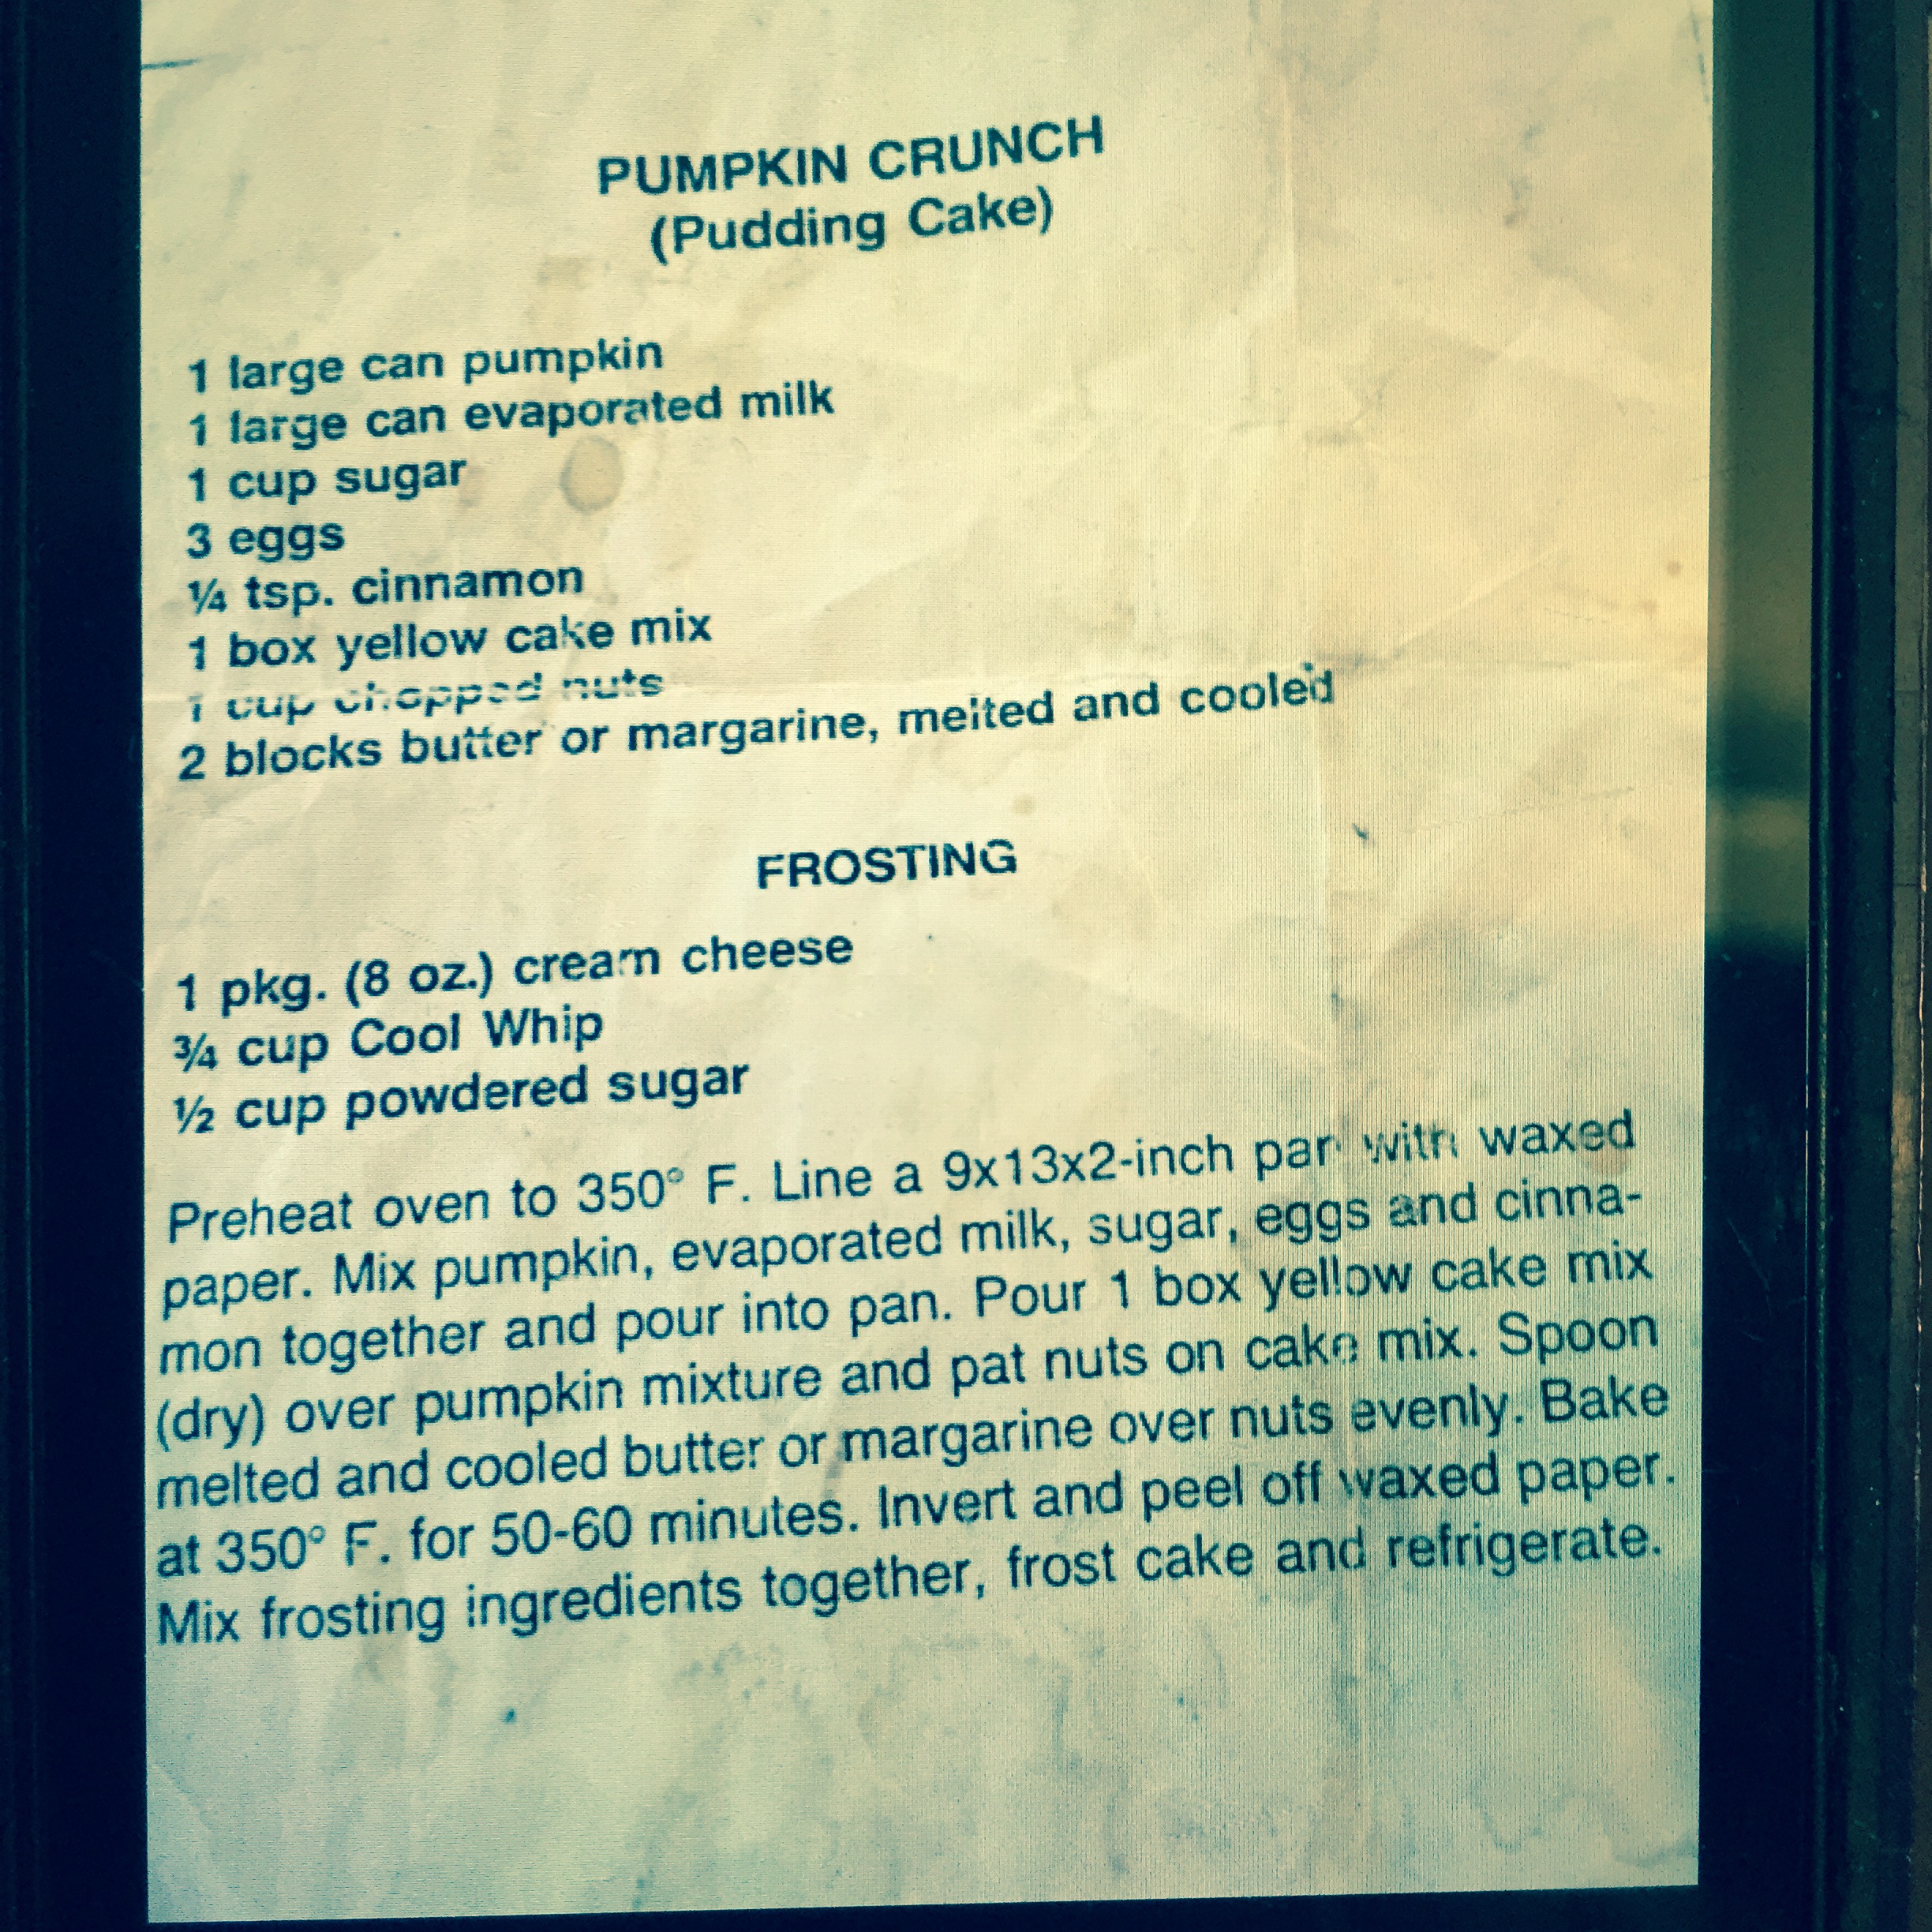 PUMPKIN CRUNCH
(Pudding Cake)
1 large can pumpkin
1 large can evaporated milk
1 cup sugar
3 eggs
¼ tsp. cinnamon
1 box yellow cake mix
1 cup chopped nuts
2 blocks butter or margarine, melted and cooled
FROSTING
1 pkg. (8 oz.) cream cheese
¾ cup Cool Whip
½ cup powdered sugar
Preheat oven to 350° F. Line a 9x13x2-inch pan with waxed
paper. Mix pumpkin, evaporated milk, sugar, eggs and cinna-
mon together and pour into pan. Pour 1 box yellow cake mix
(dry) over pumpkin mixture and pat nuts on cake mix. Spoon
melted and cooled butter or margarine over nuts evenly. Bake
at 350° F. for 50-60 minutes. Invert and peel off waxed paper.
Mix frosting ingredients together, frost cake and refrigerate.